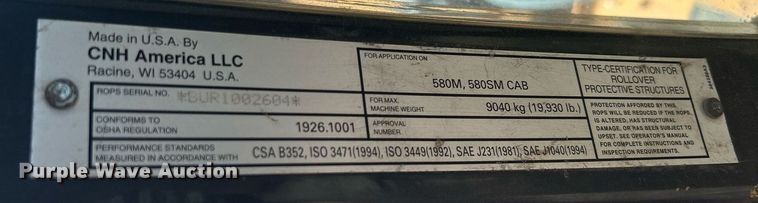 Made in U.S.A. By
CNH America LLC
Racine, WI 53404 U.S.A.
ROPS SERIAL NO. *BUR1002604*
CONFORMS TO
OSHA REGULATION 1926.1001
PERFORMANCE STANDARDS
MEASURED IN ACCORDANCE WITH CSA B352, ISO 3471(1994), ISO 3449(1992), SAE J231(1981), SAE J1040(1994)
FOR APPLICATION ON
580M, 580SM CAB
FOR MAX.
MACHINE WEIGHT 9040 kg (19,930 lb.)
APPROVAL
NUMBER
TYPE-CERTIFICATION FOR
ROLLOVER
PROTECTIVE STRUCTURES
PROTECTION AFFORDED BY THIS
ROPS WILL BE REDUCED IF THE ROPS
IS ALTERED, HAS STRUCTURAL
DAMAGE, OR HAS BEEN SUBJECT TO
UPSET. SEE OPERATOR'S MANUAL
FOR COMPLETE INSTRUCTIONS AND
INSPECTION REQUIREMENTS.
Purple Wave Auction